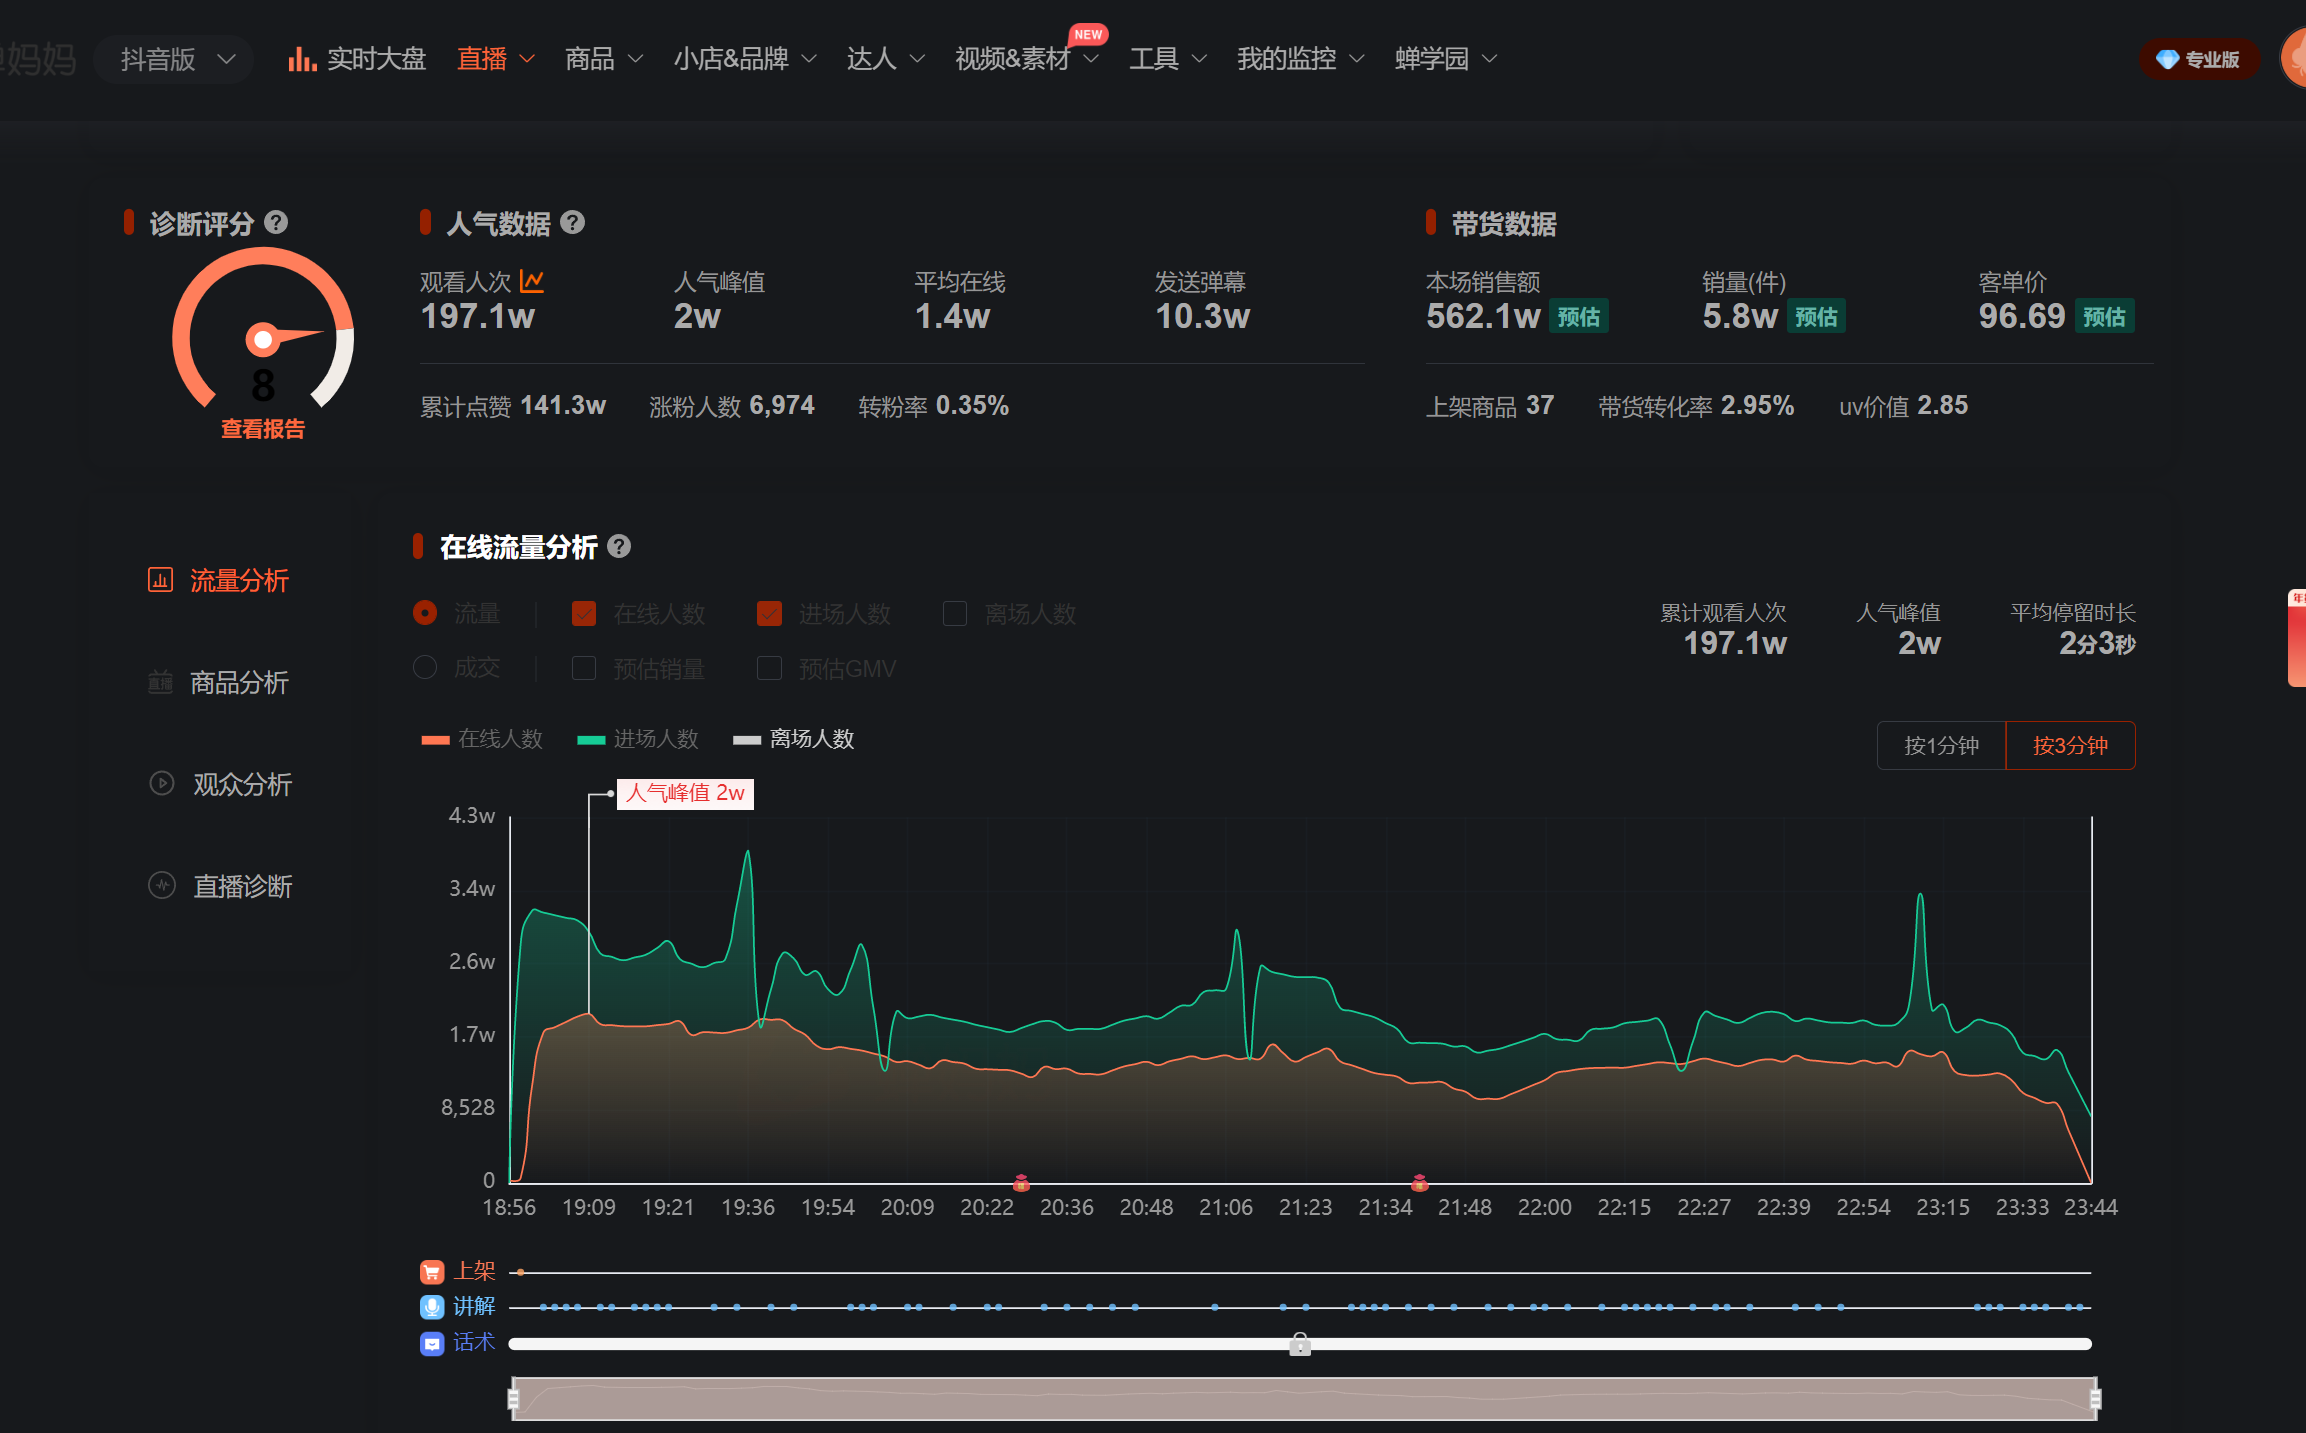 妈妈 抖音版 实时大盘 直播 商品 小店&品牌 达人 视频&素材 NEW 工具 我的监控 蝉学园 专业版
诊断评分
8
查看报告
人气数据
观看人次 人气峰值 平均在线 发送弹幕
197.1w 2w 1.4w 10.3w
累计点赞 141.3w 涨粉人数 6,974 转粉率 0.35%
带货数据
本场销售额 销量(件) 客单价
562.1w 预估 5.8w 预估 96.69 预估
上架商品 37 带货转化率 2.95% uv价值 2.85
流量分析
商品分析
观众分析
直播诊断
在线流量分析
流量 在线人数 进场人数 离场人数
成交 预估销量 预估GMV
累计观看人次 人气峰值 平均停留时长
197.1w 2w 2分3秒
在线人数 进场人数 离场人数
按1分钟 按3分钟
人气峰值 2w
4.3w
3.4w
2.6w
1.7w
8,528
0
18:56 19:09 19:21 19:36 19:54 20:09 20:22 20:36 20:48 21:06 21:23 21:34 21:48 22:00 22:15 22:27 22:39 22:54 23:15 23:33 23:44
上架
讲解
话术